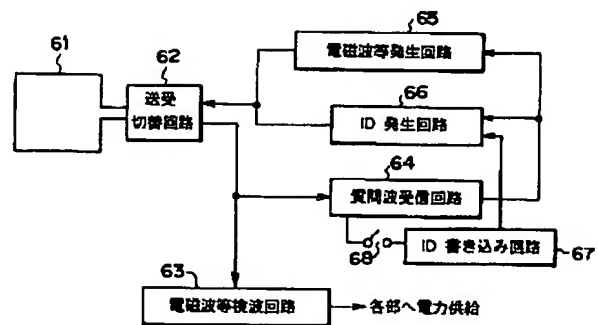 61
62
送受
切替回路
65
電磁波等発生回路
66
ID 発生回路
64
質問波受信回路
68
ID 書き込み回路
67
63
電磁波等検波回路
各部へ電力供給